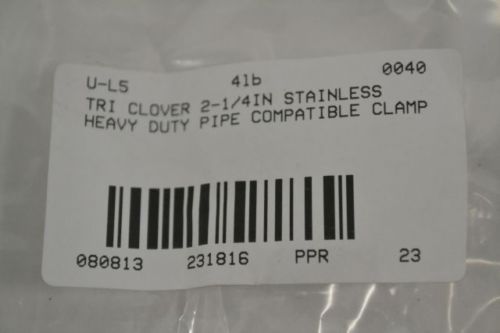 U-L5 4lb 0040
TRI CLOVER 2-1/4IN STAINLESS
HEAVY DUTY PIPE COMPATIBLE CLAMP
080813 231816 PPR 23